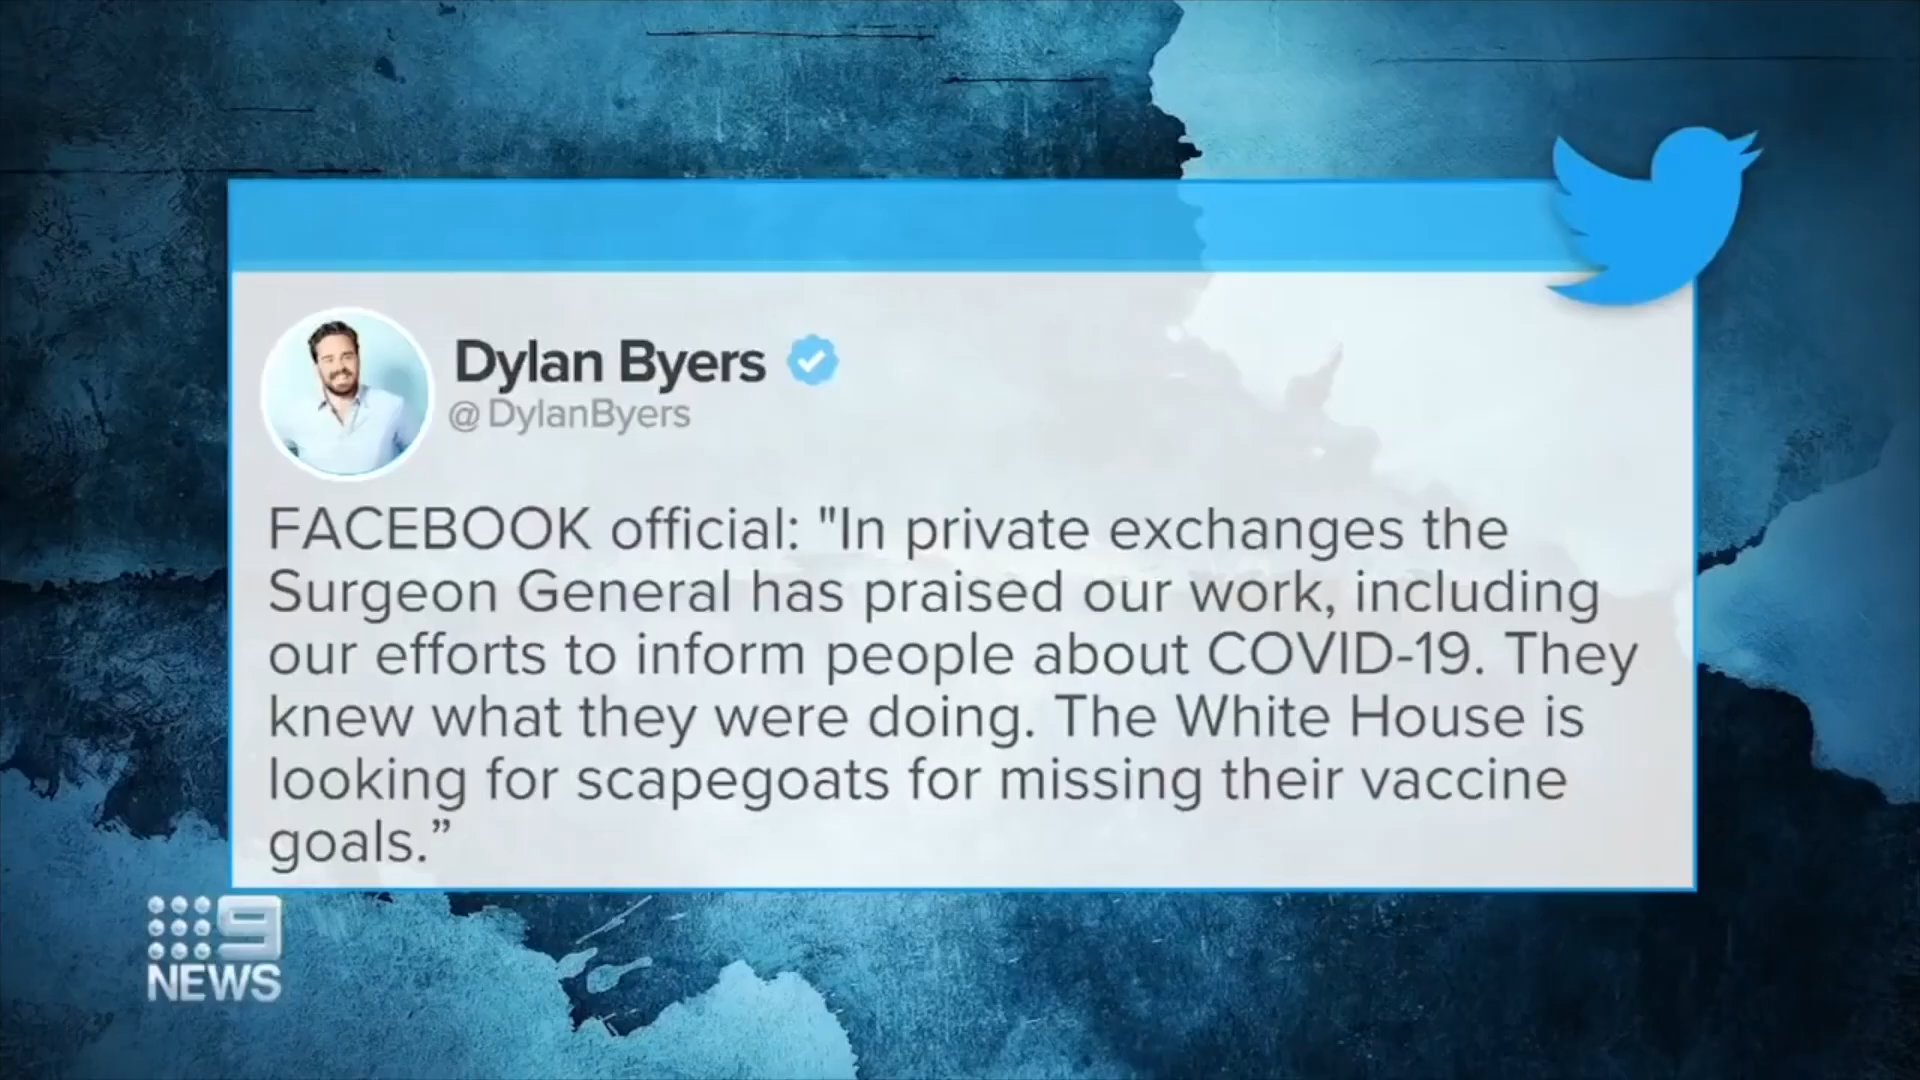 Dylan Byers
@DylanByers
FACEBOOK official: "In private exchanges the
Surgeon General has praised our work, including
our efforts to inform people about COVID-19. They
knew what they were doing. The White House is
looking for scapegoats for missing their vaccine
goals.”
9
NEWS